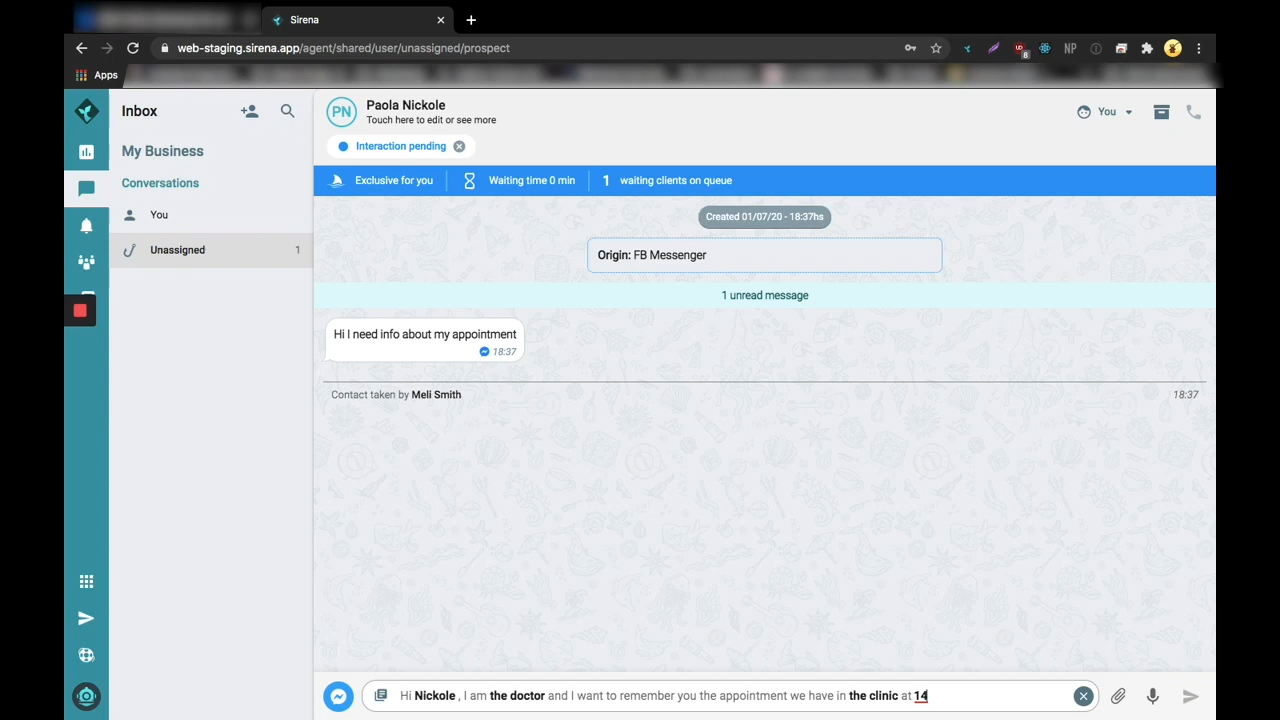 Sirena
web-staging.sirena.app/agent/shared/user/unassigned/prospect
NP
8
Apps
Inbox
PN
Paola Nickole
Touch here to edit or see more
You
Interaction pending
My Business
Conversations
You
Unassigned 1
Exclusive for you
Waiting time 0 min
1 waiting clients on queue
Created 01/07/20 - 18:37hs
Origin: FB Messenger
1 unread message
Hi I need info about my appointment
18:37
Contact taken by Meli Smith 18:37
Hi Nickole , I am the doctor and I want to remember you the appointment we have in the clinic at 14